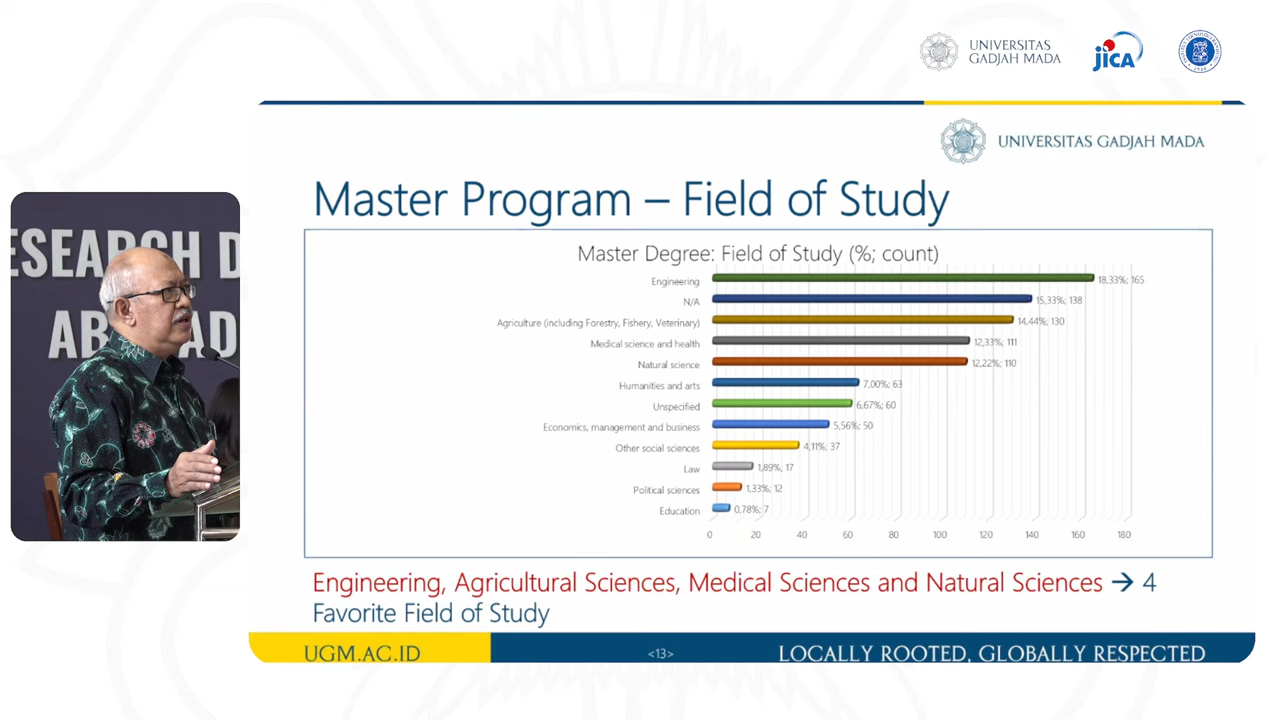 UNIVERSITAS
GADJAH MADA
JICA
UNIVERSITAS GADJAH MADA
Master Program – Field of Study
Master Degree: Field of Study (%; count)
Engineering 18,33%; 165
N/A 15,33%; 138
Agriculture (including Forestry, Fishery, Veterinary) 14,44%; 130
Medical science and health 12,33%; 111
Natural science 12,22%; 110
Humanities and arts 7,00%; 63
Unspecified 6,67%; 60
Economics, management and business 5,56%; 50
Other social sciences 4,11%; 37
Law 1,89%; 17
Political sciences 1,33%; 12
Education 0,78%; 7
0 20 40 60 80 100 120 140 160 180
Engineering, Agricultural Sciences, Medical Sciences and Natural Sciences → 4
Favorite Field of Study
UGM.AC.ID <13> LOCALLY ROOTED, GLOBALLY RESPECTED
ESEARCH D